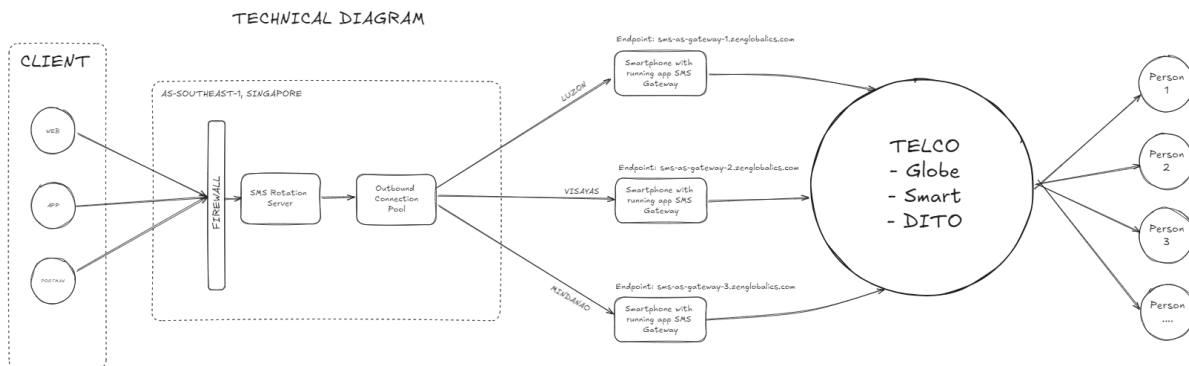 TECHNICAL DIAGRAM
CLIENT
WEB
APP
POSTMAN
AS-SOUTHEAST-1, SINGAPORE
FIREWALL
SMS Rotation
Server
Outbound
Connection
Pool
LUZON
VISAYAS
MINDANAO
Endpoint: sms-as-gateway-1.zenglobalics.com
Smartphone with
running app SMS
Gateway
Endpoint: sms-as-gateway-2.zenglobalics.com
Smartphone with
running app SMS
Gateway
Endpoint: sms-as-gateway-3.zenglobalics.com
Smartphone with
running app SMS
Gateway
TELCO
- Globe
- Smart
- DITO
Person
1
Person
2
Person
3
Person
....